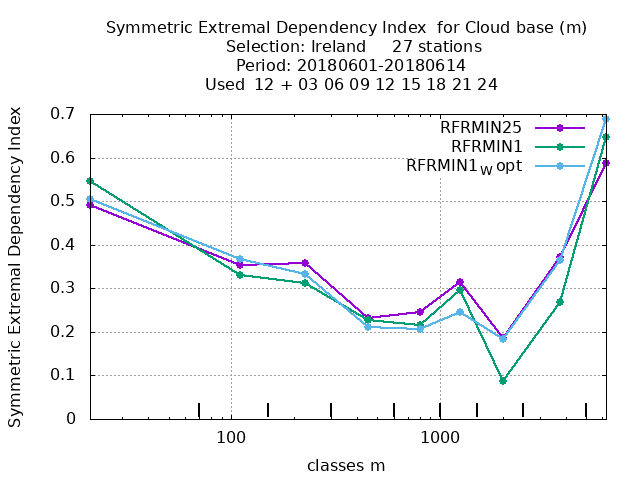 Symmetric Extremal Dependency Index  for Cloud base (m)
Selection: Ireland     27 stations
Period: 20180601-20180614
Used  12 + 03 06 09 12 15 18 21 24
Symmetric Extremal Dependency Index
0.7
0.6
0.5
0.4
0.3
0.2
0.1
0
RFRMIN25
RFRMIN1
RFRMIN1W opt
100
1000
classes m